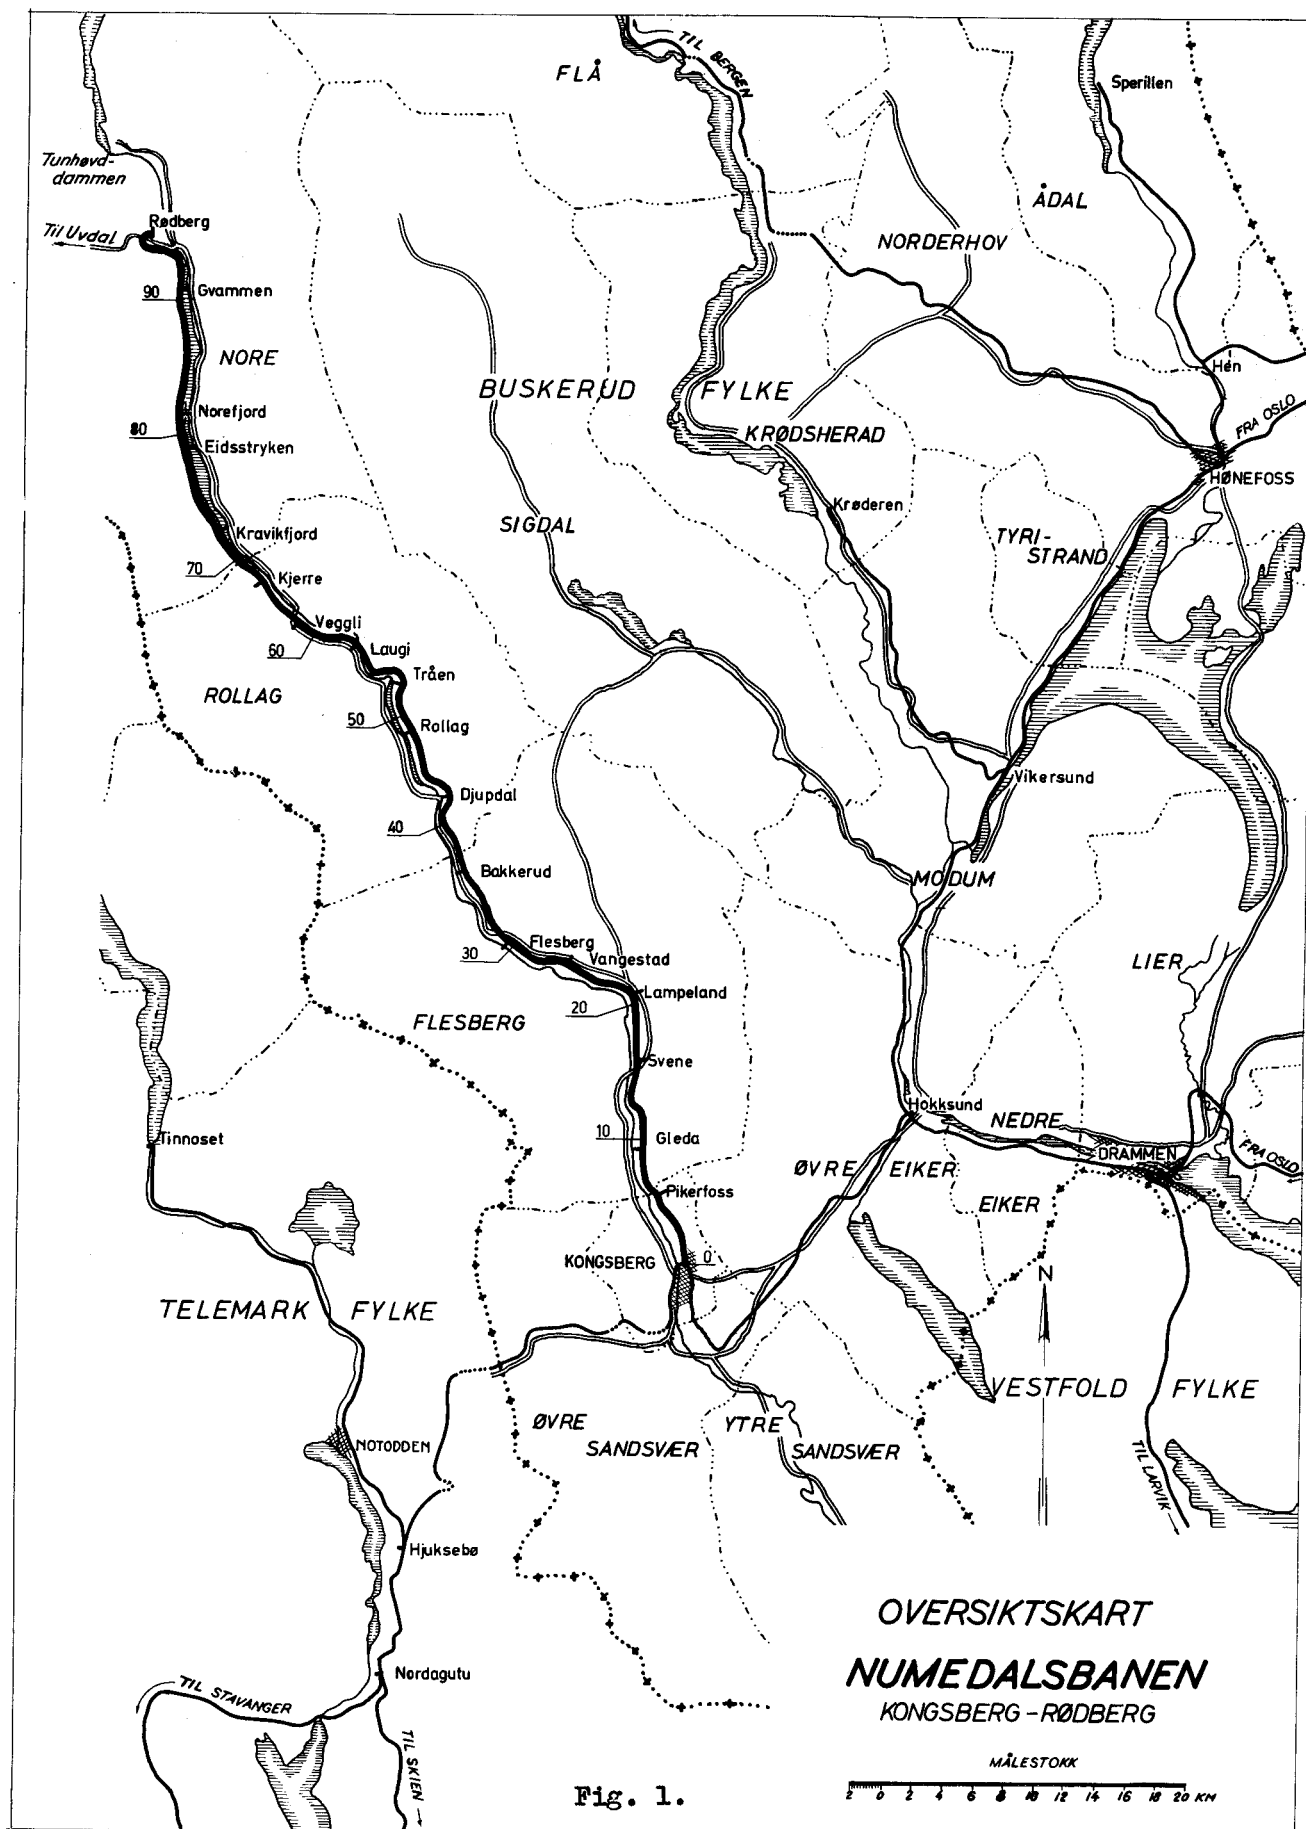 FLÅ
TIL BERGEN
Sperillen
Tunhøvd-
dammen
ÅDAL
Rødberg
Til Uvdal
NORDERHOV
90
Gvammen
NORE
Hen
BUSKERUD FYLKE
Norefjord
FRA OSLO
80
KRØDSHERAD
Eidsstryken
HØNEFOSS
Krøderen
SIGDAL
Kravikfjord
TYRI-
STRAND
70
Kjerre
Veggli
60
Laugi
Tråen
ROLLAG
50
Rollag
Vikersund
Djupdal
40
Bakkerud
MODUM
Flesberg
30
Vangestad
LIER
Lampeland
20
FLESBERG
Svene
Hokksund
NEDRE
10
Gleda
Tinnoset
DRAMMEN
FRA OSLO
ØVRE EIKER
Pikerfoss
EIKER
KONGSBERG
0
N
TELEMARK FYLKE
VESTFOLD FYLKE
ØVRE
SANDSVÆR
YTRE
SANDSVÆR
NOTODDEN
TIL LARVIK
Hjuksebø
OVERSIKTSKART
Nordagutu
NUMEDALSBANEN
TIL STAVANGER
KONGSBERG – RØDBERG
TIL SKIEN
MÅLESTOKK
Fig. 1.
2 0 2 4 6 8 10 12 14 16 18 20 KM